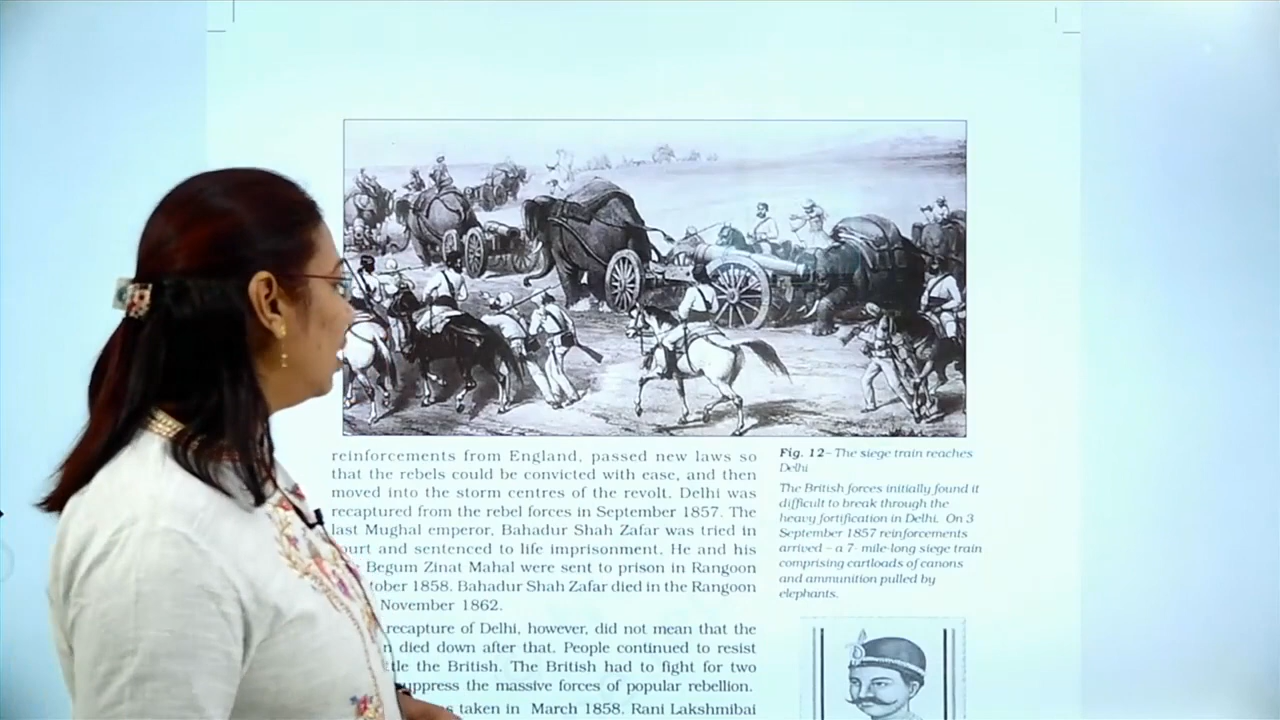 reinforcements from England, passed new laws so
that the rebels could be convicted with ease, and then
moved into the storm centres of the revolt. Delhi was
recaptured from the rebel forces in September 1857. The
last Mughal emperor, Bahadur Shah Zafar was tried in
and sentenced to life imprisonment. He and his
Begum Zinat Mahal were sent to prison in Rangoon
1858. Bahadur Shah Zafar died in the Rangoon
November 1862.
recapture of Delhi, however, did not mean that the
died down after that. People continued to resist
the British. The British had to fight for two
suppress the massive forces of popular rebellion.
taken in March 1858. Rani Lakshmibai
Fig. 12 – The siege train reaches
Delhi
The British forces initially found it
difficult to break through the
heavy fortification in Delhi. On 3
September 1857 reinforcements
arrived – a 7- mile-long siege train
comprising cartloads of canons
and ammunition pulled by
elephants.